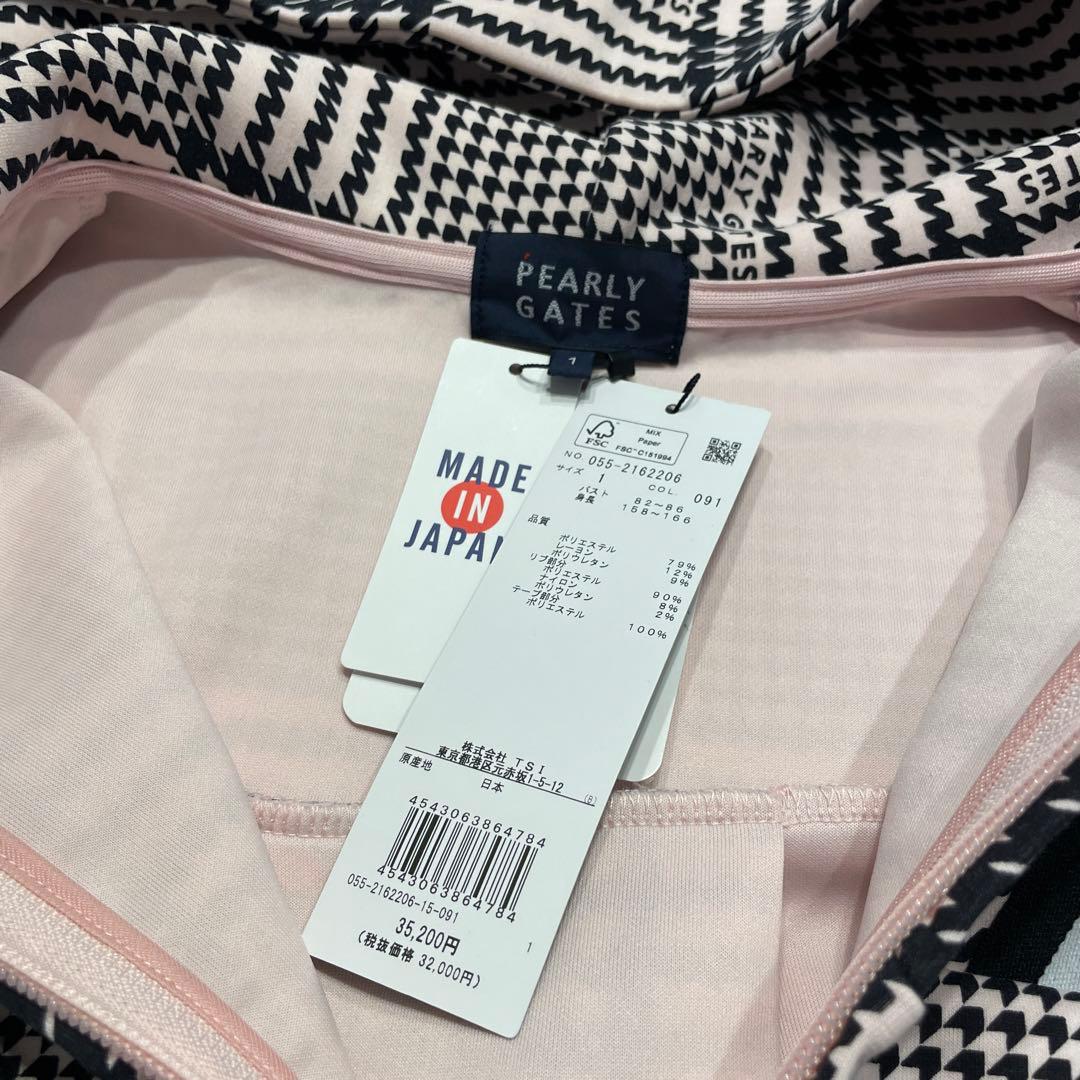 TES
EARLY
GATES
GATES
PEARLY
GATES
1
MADE
IN
JAPAN
FSC
MIX
Paper
FSC™ C151994
NO. 055-2162206
サイズ 1 COL. 091
バスト 82～86
身長 158～166
品質
ポリエステル 79%
レーヨン 12%
ポリウレタン 9%
リブ部分
ポリエステル 90%
ナイロン 8%
ポリウレタン 2%
テープ部分
ポリエステル 100%
株式会社 TSI
東京都港区元赤坂1-5-12
(B)
原産地 日本
4543063864784
4543063864784
055-2162206-15-091
35,200円
(税抜価格 32,000円)
1